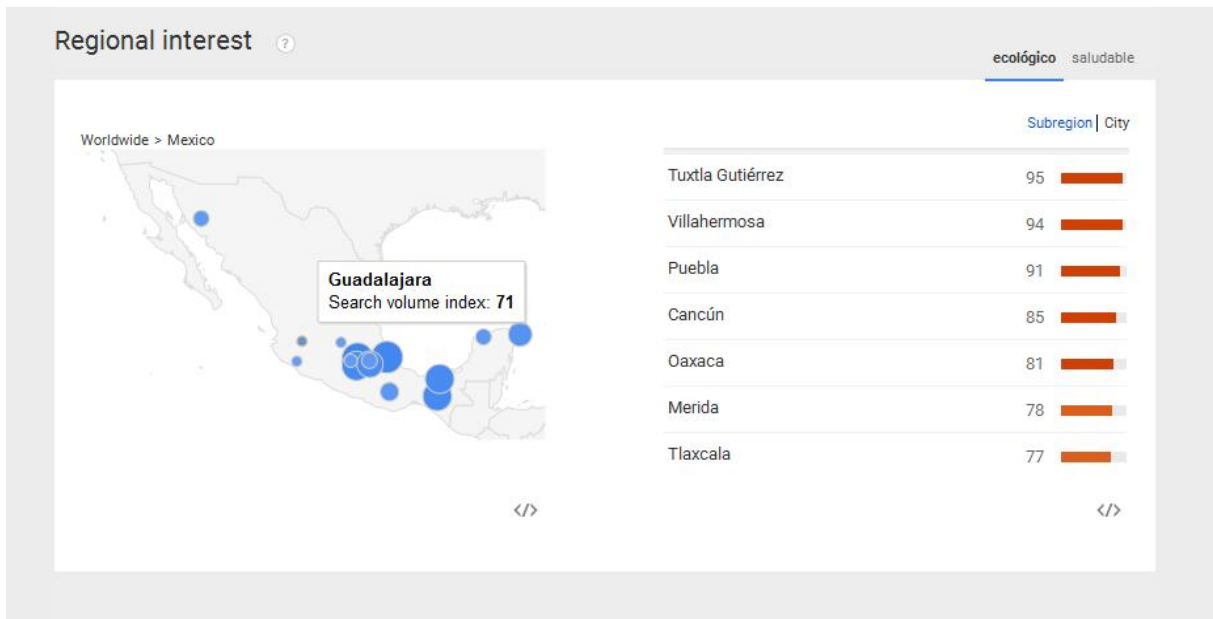 Regional interest ?
ecológico saludable
Subregion | City
Worldwide > Mexico
Guadalajara
Search volume index: 71
Tuxtla Gutiérrez 95
Villahermosa 94
Puebla 91
Cancún 85
Oaxaca 81
Merida 78
Tlaxcala 77
</> </>